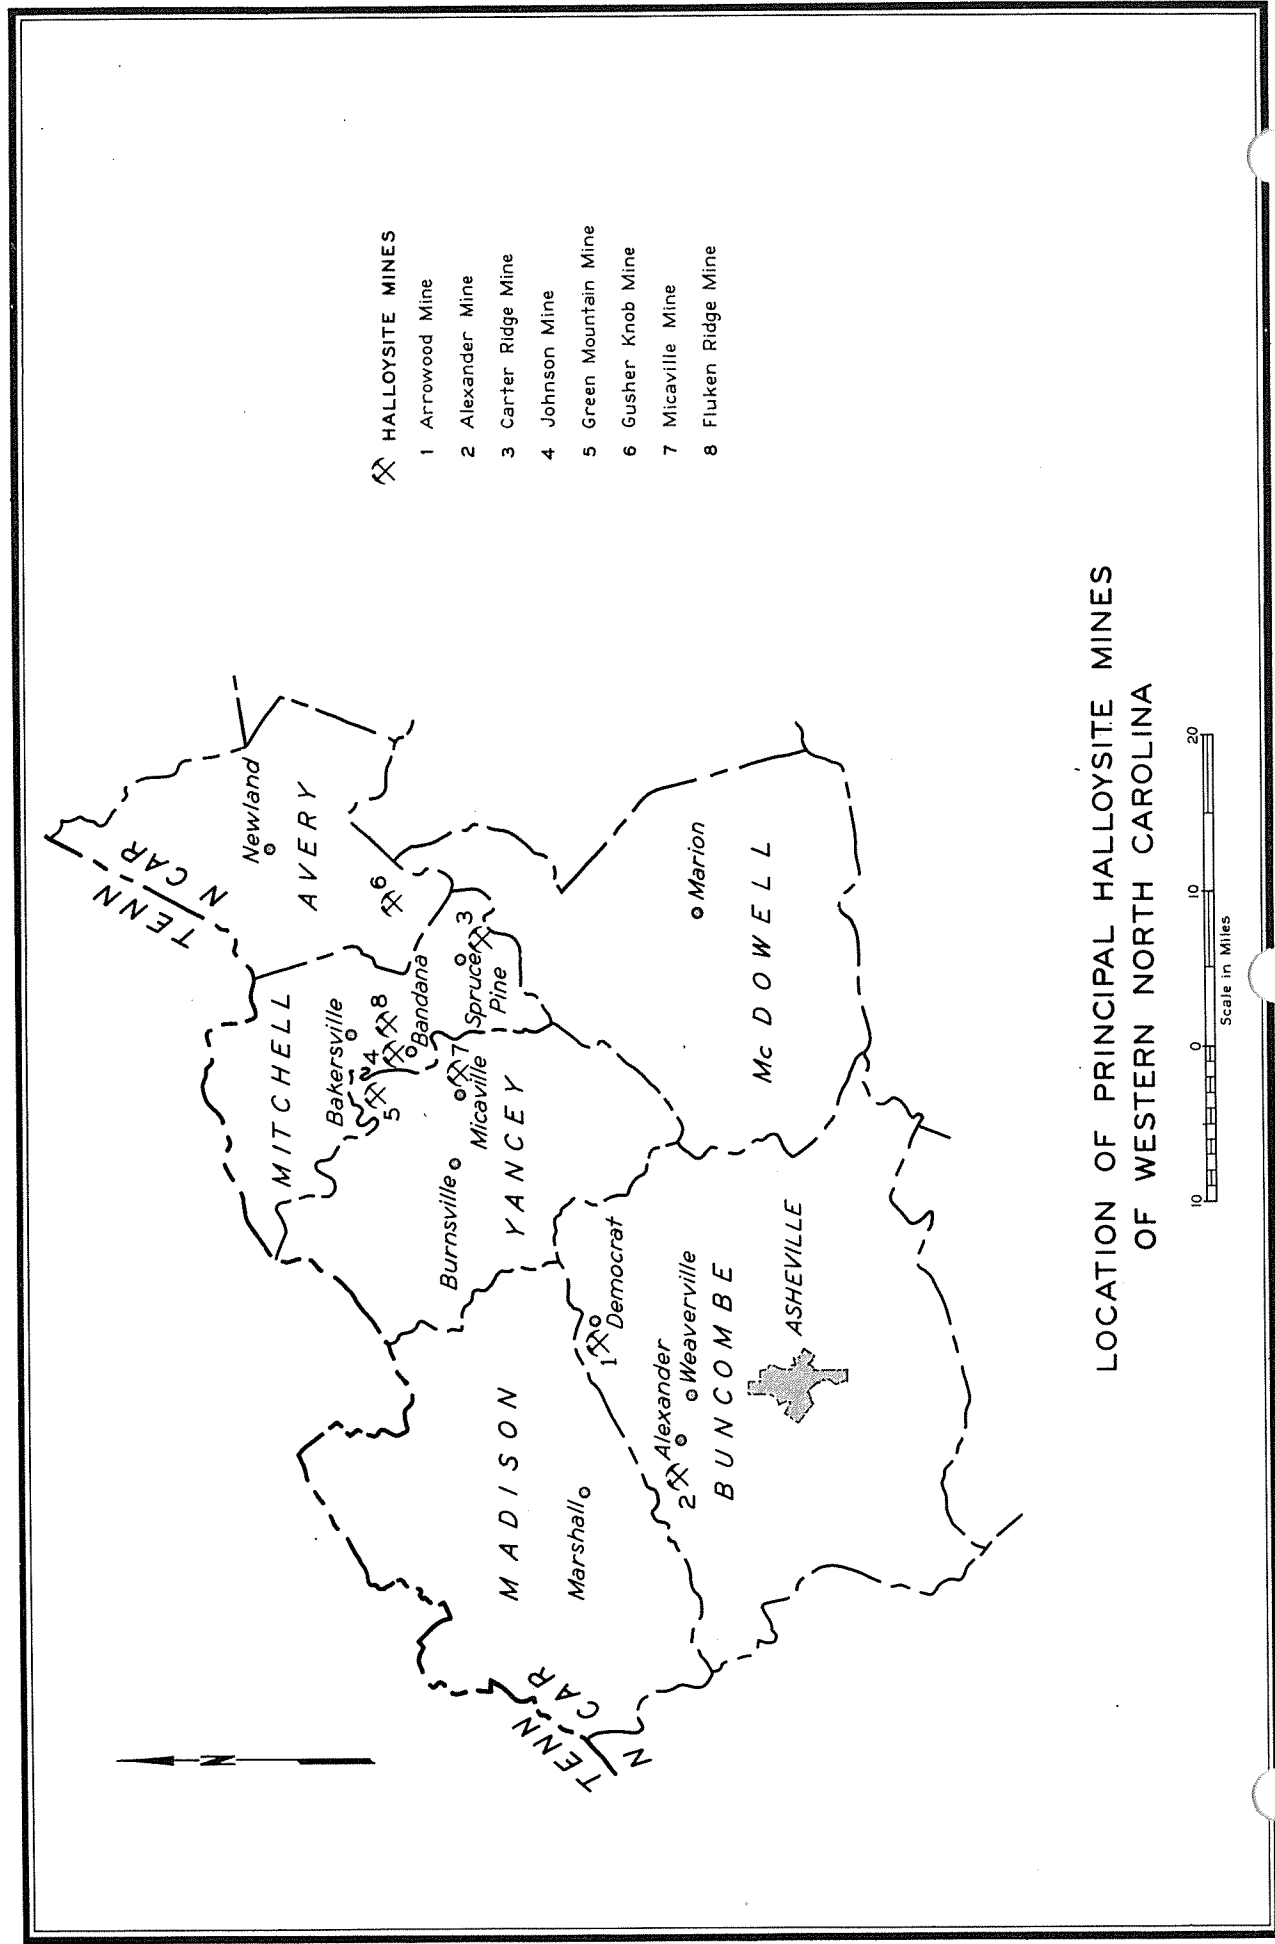 TENN
N CAR
Newland
AVERY
MITCHELL
Bakersville
6
8
4
Bandana
5
3
Spruce
Pine
7
Micaville
Burnsville
YANCEY
Marion
McDOWELL
MADISON
Marshall
1
Democrat
Alexander
2
Weaverville
BUNCOMBE
ASHEVILLE
TENN
N CAR
N
HALLOYSITE MINES
1 Arrowood Mine
2 Alexander Mine
3 Carter Ridge Mine
4 Johnson Mine
5 Green Mountain Mine
6 Gusher Knob Mine
7 Micaville Mine
8 Fluken Ridge Mine
LOCATION OF PRINCIPAL HALLOYSITE MINES
OF WESTERN NORTH CAROLINA
10 0 10 20
Scale in Miles